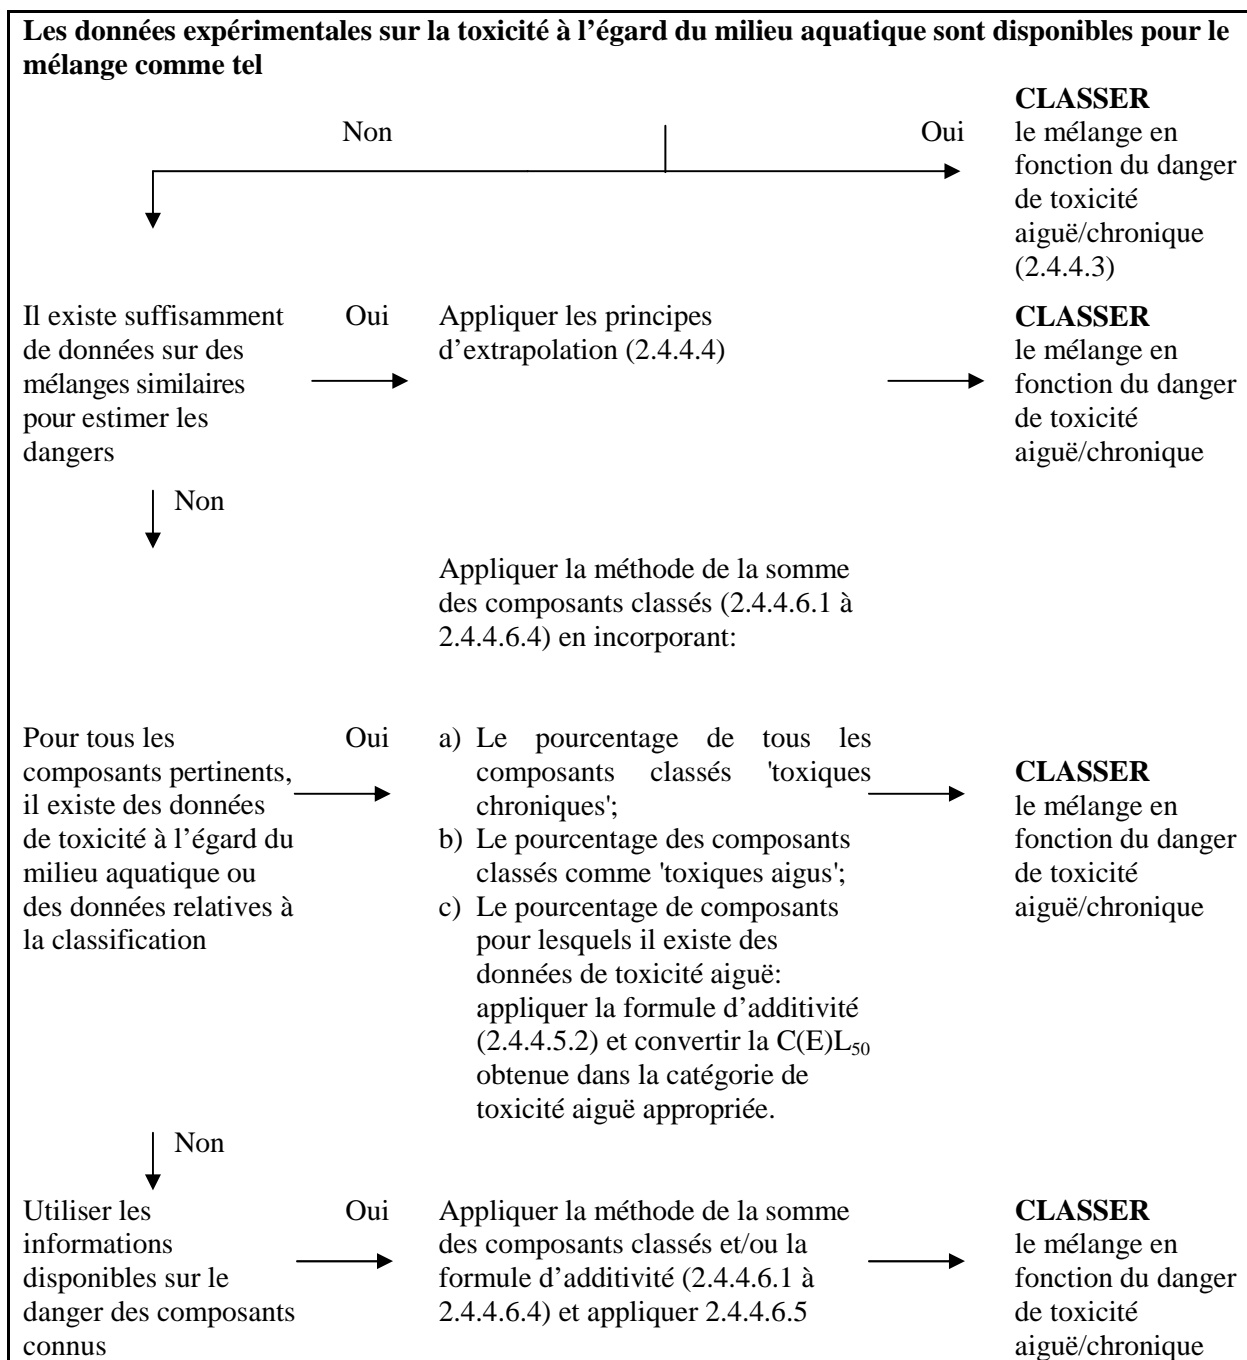 Les données expérimentales sur la toxicité à l'égard du milieu aquatique sont disponibles pour le
mélange comme tel
Non
Oui
CLASSER
le mélange en
fonction du danger
de toxicité
aiguë/chronique
(2.4.4.3)
Il existe suffisamment
de données sur des
mélanges similaires
pour estimer les
dangers
Oui
Appliquer les principes
d'extrapolation (2.4.4.4)
CLASSER
le mélange en
fonction du danger
de toxicité
aiguë/chronique
Non
Appliquer la méthode de la somme
des composants classés (2.4.4.6.1 à
2.4.4.6.4) en incorporant:
Pour tous les
composants pertinents,
il existe des données
de toxicité à l'égard du
milieu aquatique ou
des données relatives à
la classification
Oui
a) Le pourcentage de tous les
composants classés 'toxiques
chroniques';
b) Le pourcentage des composants
classés comme 'toxiques aigus';
c) Le pourcentage de composants
pour lesquels il existe des
données de toxicité aiguë:
appliquer la formule d'additivité
(2.4.4.5.2) et convertir la C(E)L50
obtenue dans la catégorie de
toxicité aiguë appropriée.
CLASSER
le mélange en
fonction du danger
de toxicité
aiguë/chronique
Non
Utiliser les
informations
disponibles sur le
danger des composants
connus
Oui
Appliquer la méthode de la somme
des composants classés et/ou la
formule d'additivité (2.4.4.6.1 à
2.4.4.6.4) et appliquer 2.4.4.6.5
CLASSER
le mélange en
fonction du danger
de toxicité
aiguë/chronique